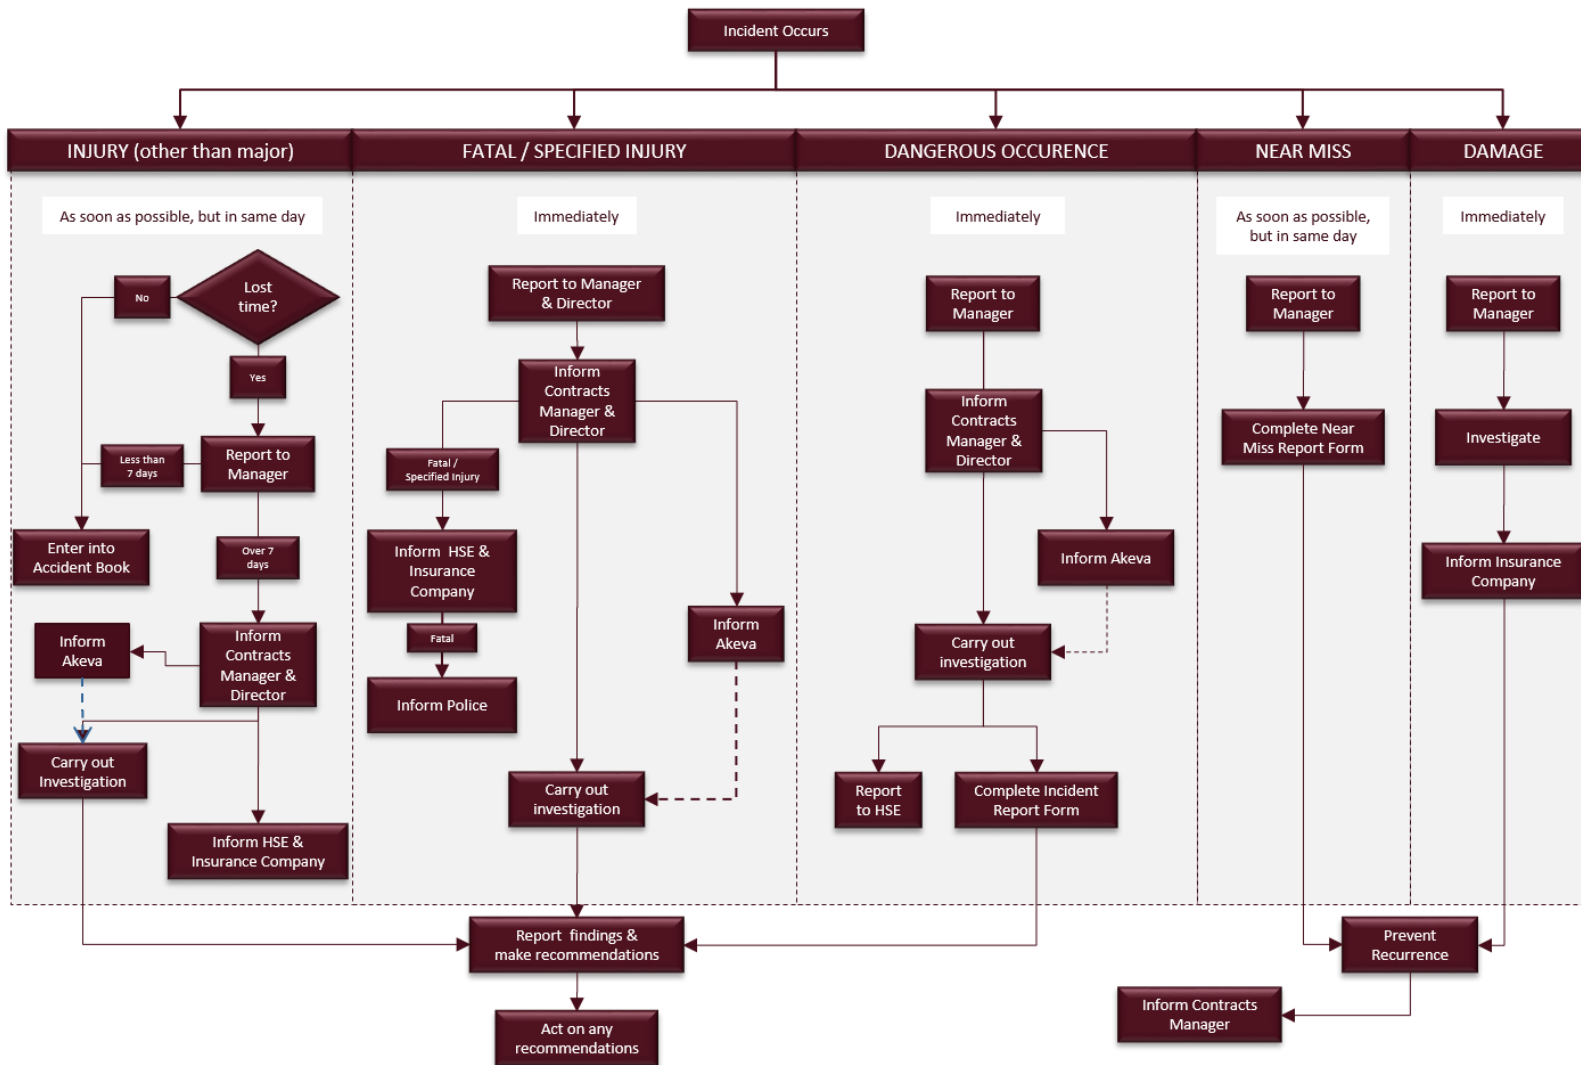 Incident Occurs
INJURY (other than major)
FATAL / SPECIFIED INJURY
DANGEROUS OCCURENCE
NEAR MISS
DAMAGE
As soon as possible, but in same day
Immediately
Immediately
As soon as possible,
but in same day
Immediately
Lost
time?
No
Yes
Report to
Manager
Less than
7 days
Enter into
Accident Book
Over 7
days
Inform
Contracts
Manager &
Director
Inform
Akeva
Carry out
Investigation
Inform HSE &
Insurance Company
Report to Manager
& Director
Inform
Contracts
Manager &
Director
Fatal /
Specified Injury
Inform HSE &
Insurance
Company
Fatal
Inform Police
Inform
Akeva
Carry out
investigation
Report to
Manager
Inform
Contracts
Manager &
Director
Inform Akeva
Carry out
investigation
Report
to HSE
Complete Incident
Report Form
Report to
Manager
Complete Near
Miss Report Form
Report to
Manager
Investigate
Inform Insurance
Company
Report findings &
make recommendations
Act on any
recommendations
Prevent
Recurrence
Inform Contracts
Manager